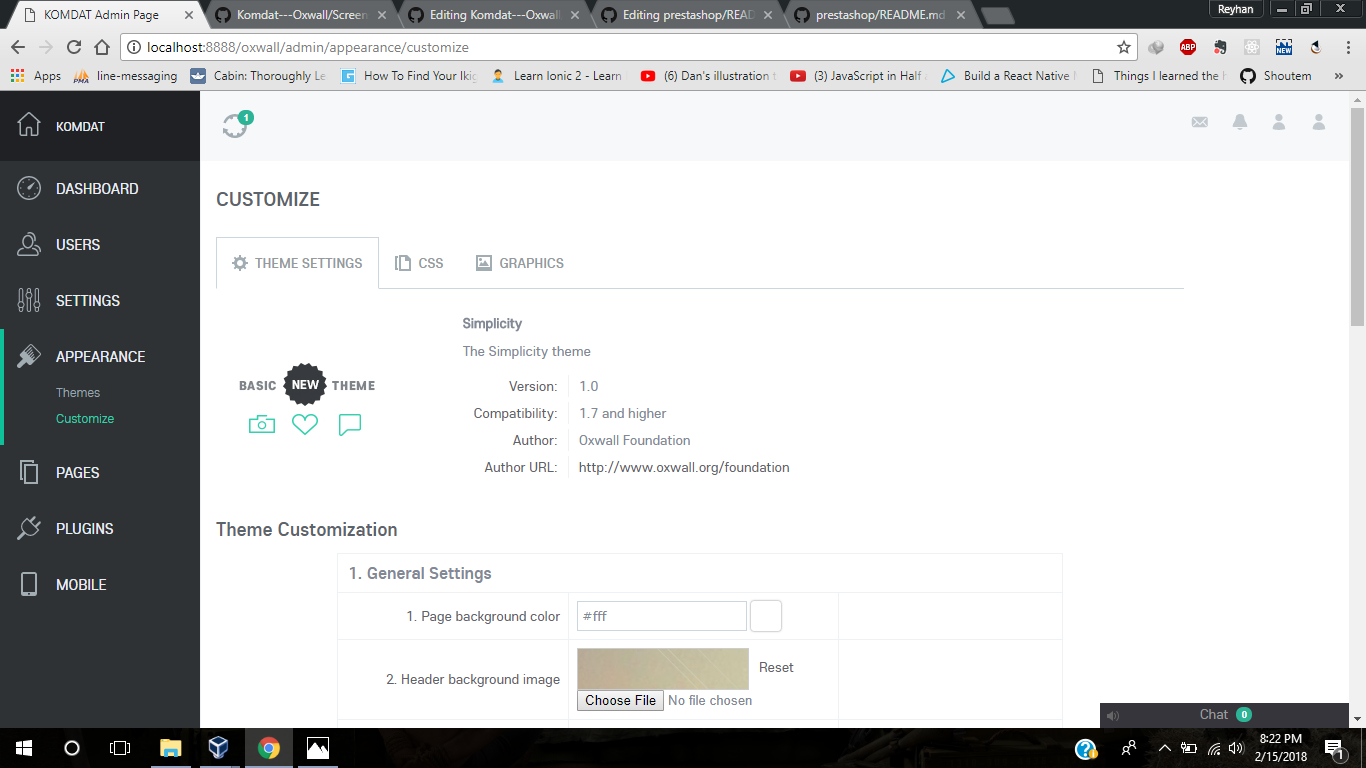 KOMDAT Admin Page
Komdat---Oxwall/Screen
Editing Komdat---Oxwall
Editing prestashop/READ
prestashop/README.md
Reyhan
localhost:8888/oxwall/admin/appearance/customize
ABP
NEW
Apps
PMA
line-messaging
Cabin: Thoroughly Le
How To Find Your Ikig
Learn Ionic 2 - Learn
(6) Dan's illustration t
(3) JavaScript in Half a
Build a React Native
Things I learned the h
Shoutem
»
KOMDAT
1
DASHBOARD
USERS
SETTINGS
APPEARANCE
Themes
Customize
PAGES
PLUGINS
MOBILE
CUSTOMIZE
THEME SETTINGS
CSS
GRAPHICS
BASIC NEW THEME
Simplicity
The Simplicity theme
Version: 1.0
Compatibility: 1.7 and higher
Author: Oxwall Foundation
Author URL: http://www.oxwall.org/foundation
Theme Customization
1. General Settings
1. Page background color #fff
2. Header background image
Reset
Choose File No file chosen
Chat 0
8:22 PM
2/15/2018
1